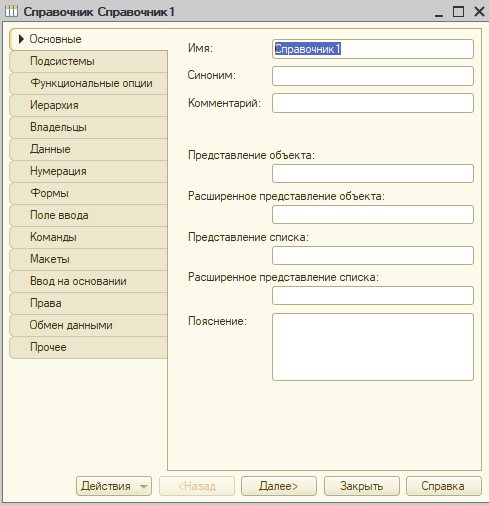 Справочник Справочник1
Основные
Подсистемы
Функциональные опции
Иерархия
Владельцы
Данные
Нумерация
Формы
Поле ввода
Команды
Макеты
Ввод на основании
Права
Обмен данными
Прочее
Имя: Справочник1
Синоним:
Комментарий:
Представление объекта:
Расширенное представление объекта:
Представление списка:
Расширенное представление списка:
Пояснение:
Действия <Назад Далее> Закрыть Справка